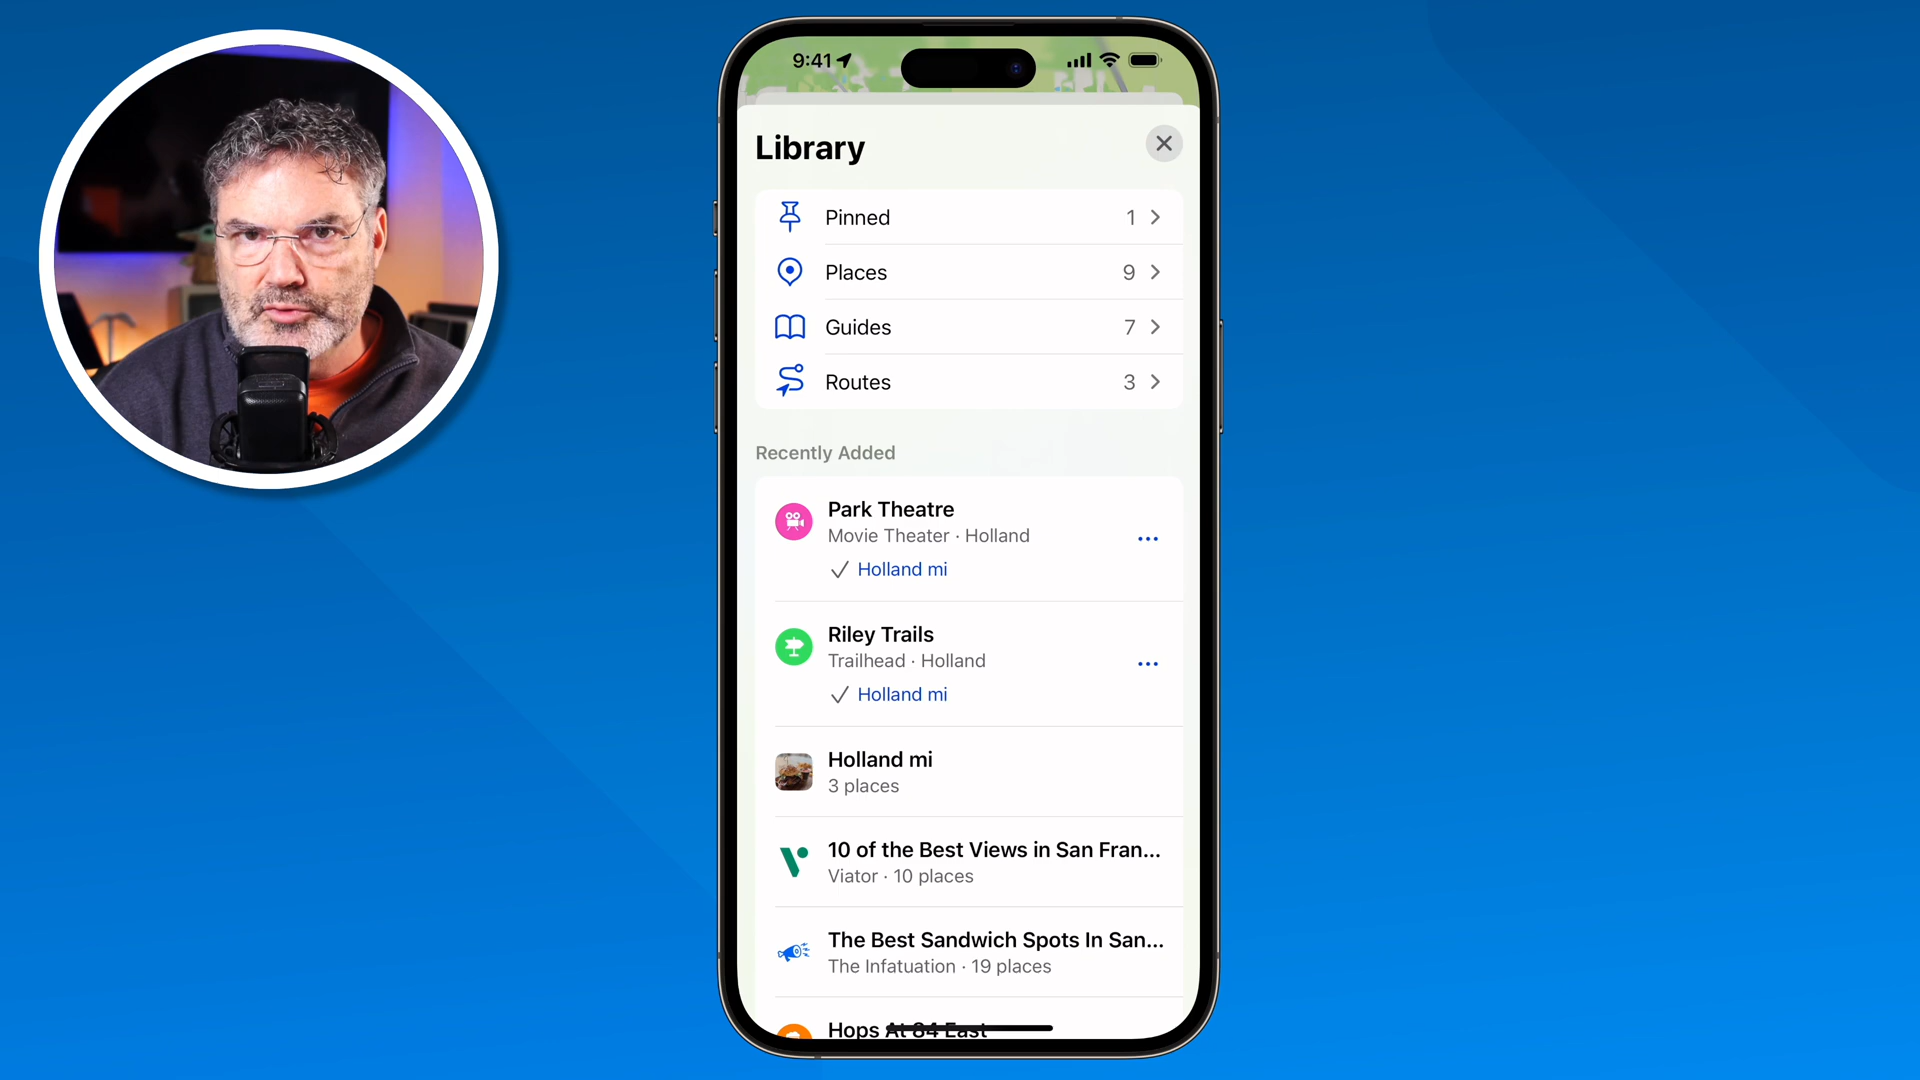 9:41
Library
Pinned 1
Places 9
Guides 7
Routes 3
Recently Added
Park Theatre
Movie Theater · Holland
Holland mi
Riley Trails
Trailhead · Holland
Holland mi
Holland mi
3 places
10 of the Best Views in San Fran...
Viator · 10 places
The Best Sandwich Spots In San...
The Infatuation · 19 places
Hops At 84 East